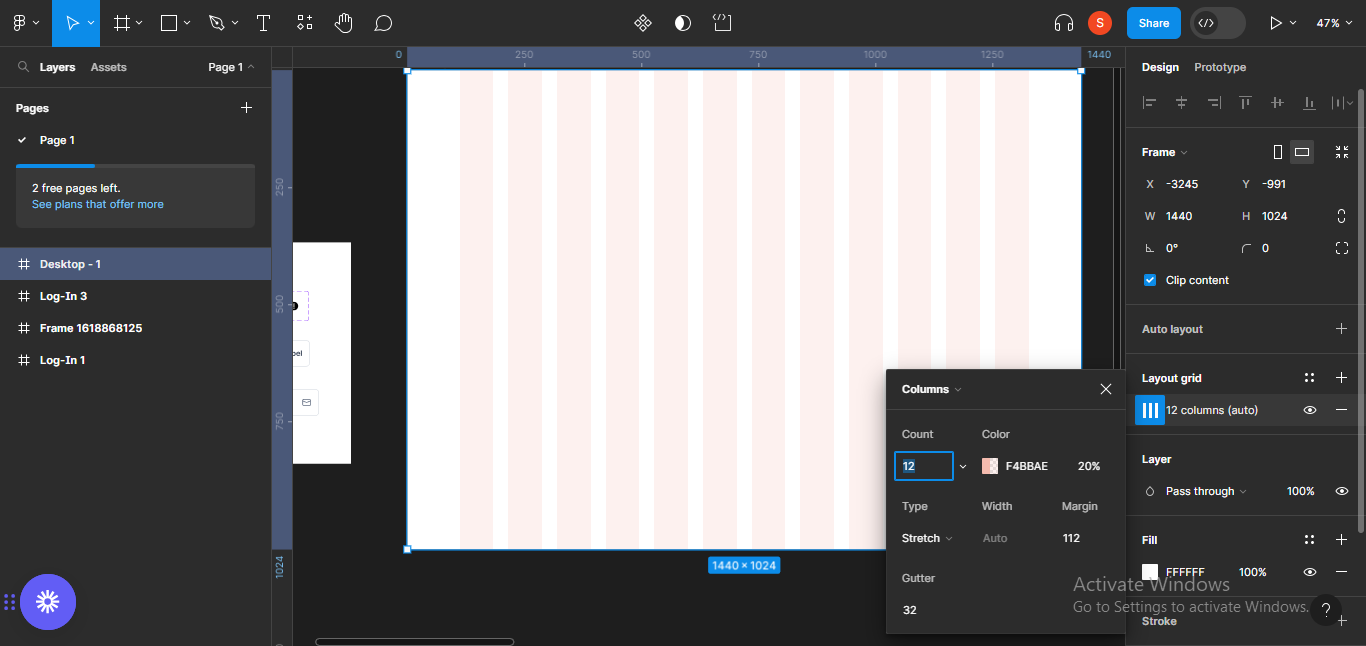 S
Share
47%
Layers
Assets
Page 1
0
250
500
750
1000
1250
1440
Design
Prototype
Pages
Page 1
2 free pages left.
See plans that offer more
Desktop - 1
Log-In 3
Frame 1618868125
Log-In 1
250
500
750
1024
bel
1440 × 1024
Frame
X -3245
Y -991
W 1440
H 1024
0°
0
Clip content
Auto layout
Layout grid
12 columns (auto)
Layer
Pass through
100%
Fill
FFFFFF
100%
Stroke
Columns
Count
Color
12
F4BBAE
20%
Type
Width
Margin
Stretch
Auto
112
Gutter
32
Activate Windows
Go to Settings to activate Windows.
?